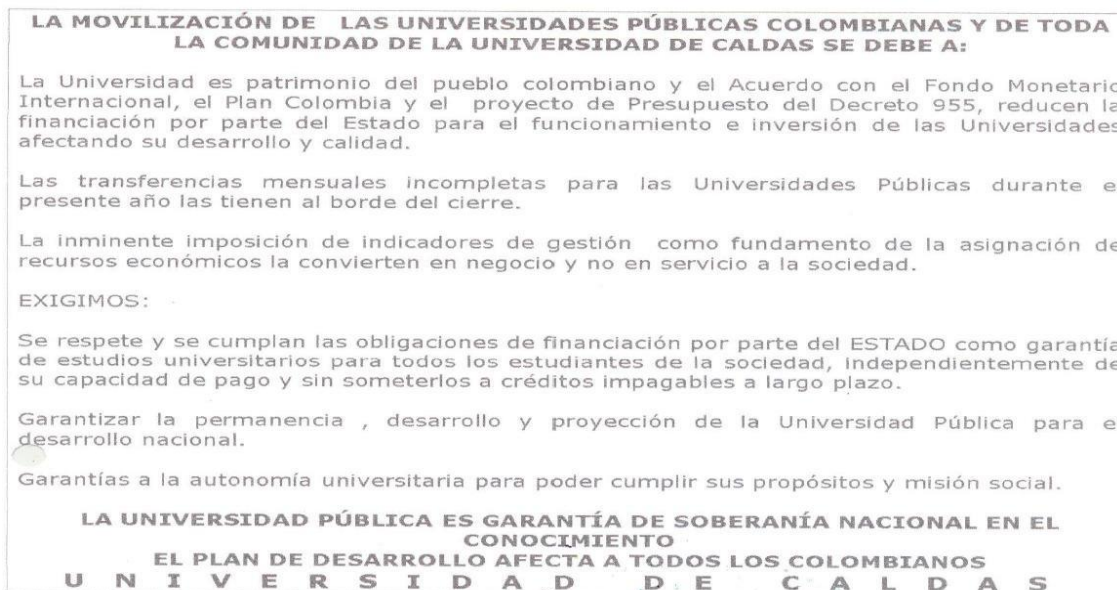 LA MOVILIZACIÓN DE LAS UNIVERSIDADES PÚBLICAS COLOMBIANAS Y DE TODA
LA COMUNIDAD DE LA UNIVERSIDAD DE CALDAS SE DEBE A:
La Universidad es patrimonio del pueblo colombiano y el Acuerdo con el Fondo Monetario
Internacional, el Plan Colombia y el proyecto de Presupuesto del Decreto 955, reducen la
financiación por parte del Estado para el funcionamiento e inversión de las Universidades
afectando su desarrollo y calidad.
Las transferencias mensuales incompletas para las Universidades Públicas durante e
presente año las tienen al borde del cierre.
La inminente imposición de indicadores de gestión como fundamento de la asignación de
recursos económicos la convierten en negocio y no en servicio a la sociedad.
EXIGIMOS:
Se respete y se cumplan las obligaciones de financiación por parte del ESTADO como garantía
de estudios universitarios para todos los estudiantes de la sociedad, independientemente de
su capacidad de pago y sin someterlos a créditos impagables a largo plazo.
Garantizar la permanencia , desarrollo y proyección de la Universidad Pública para e
desarrollo nacional.
Garantías a la autonomía universitaria para poder cumplir sus propósitos y misión social.
LA UNIVERSIDAD PÚBLICA ES GARANTÍA DE SOBERANÍA NACIONAL EN EL
CONOCIMIENTO
EL PLAN DE DESARROLLO AFECTA A TODOS LOS COLOMBIANOS
U N I V E R S I D A D D E C A L D A S